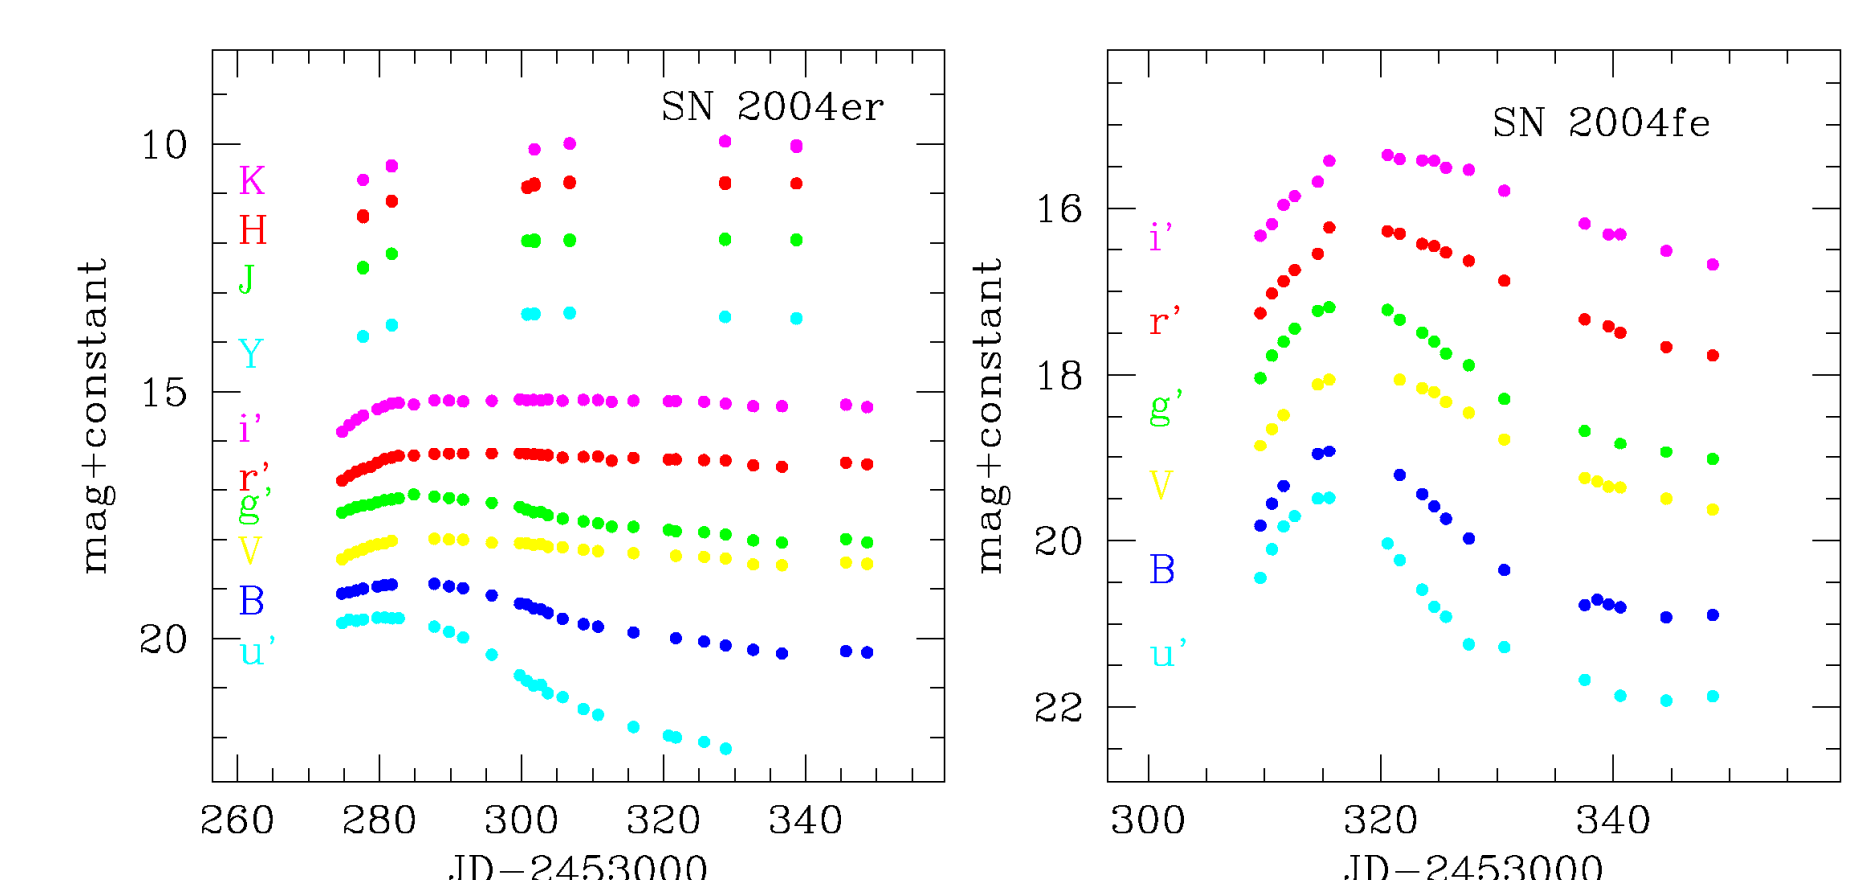 SN 2004er
mag+constant
10
15
20
K
H
J
Y
i'
r'
g'
V
B
u'
260 280 300 320 340
JD-2453000
SN 2004fe
mag+constant
16
18
20
22
i'
r'
g'
V
B
u'
300 320 340
JD-2453000